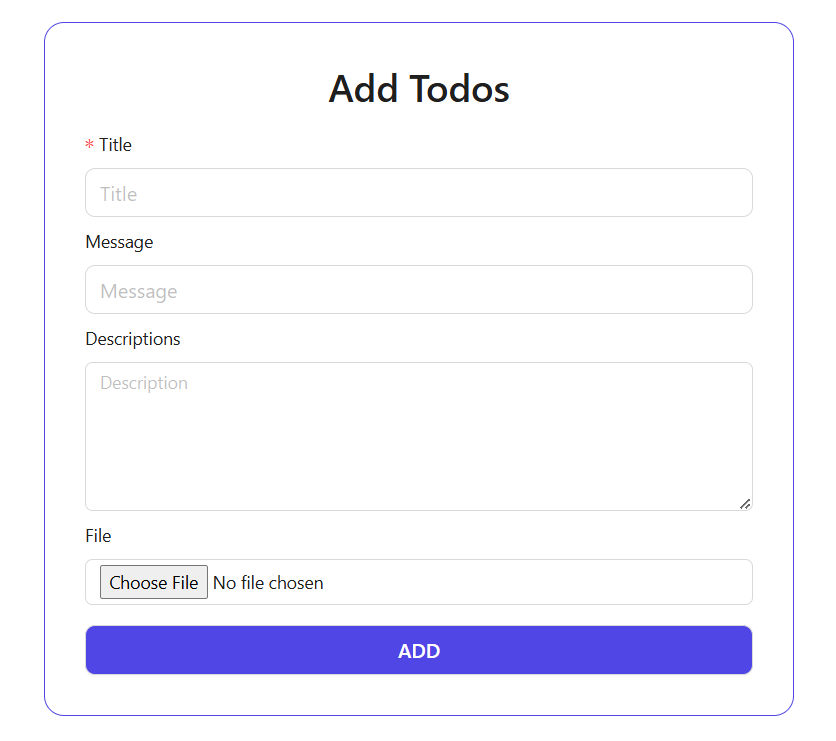 Add Todos
* Title
Title
Message
Message
Descriptions
Description
File
Choose File No file chosen
ADD